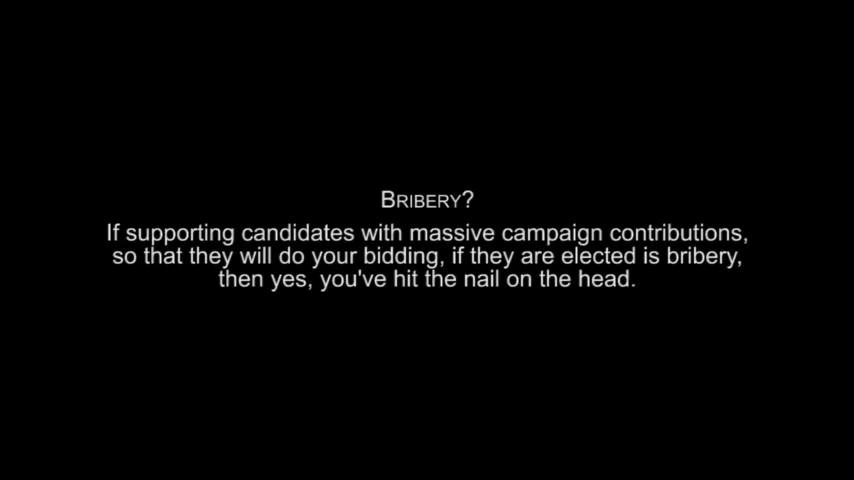 BRIBERY?
If supporting candidates with massive campaign contributions,
so that they will do your bidding, if they are elected is bribery,
then yes, you've hit the nail on the head.